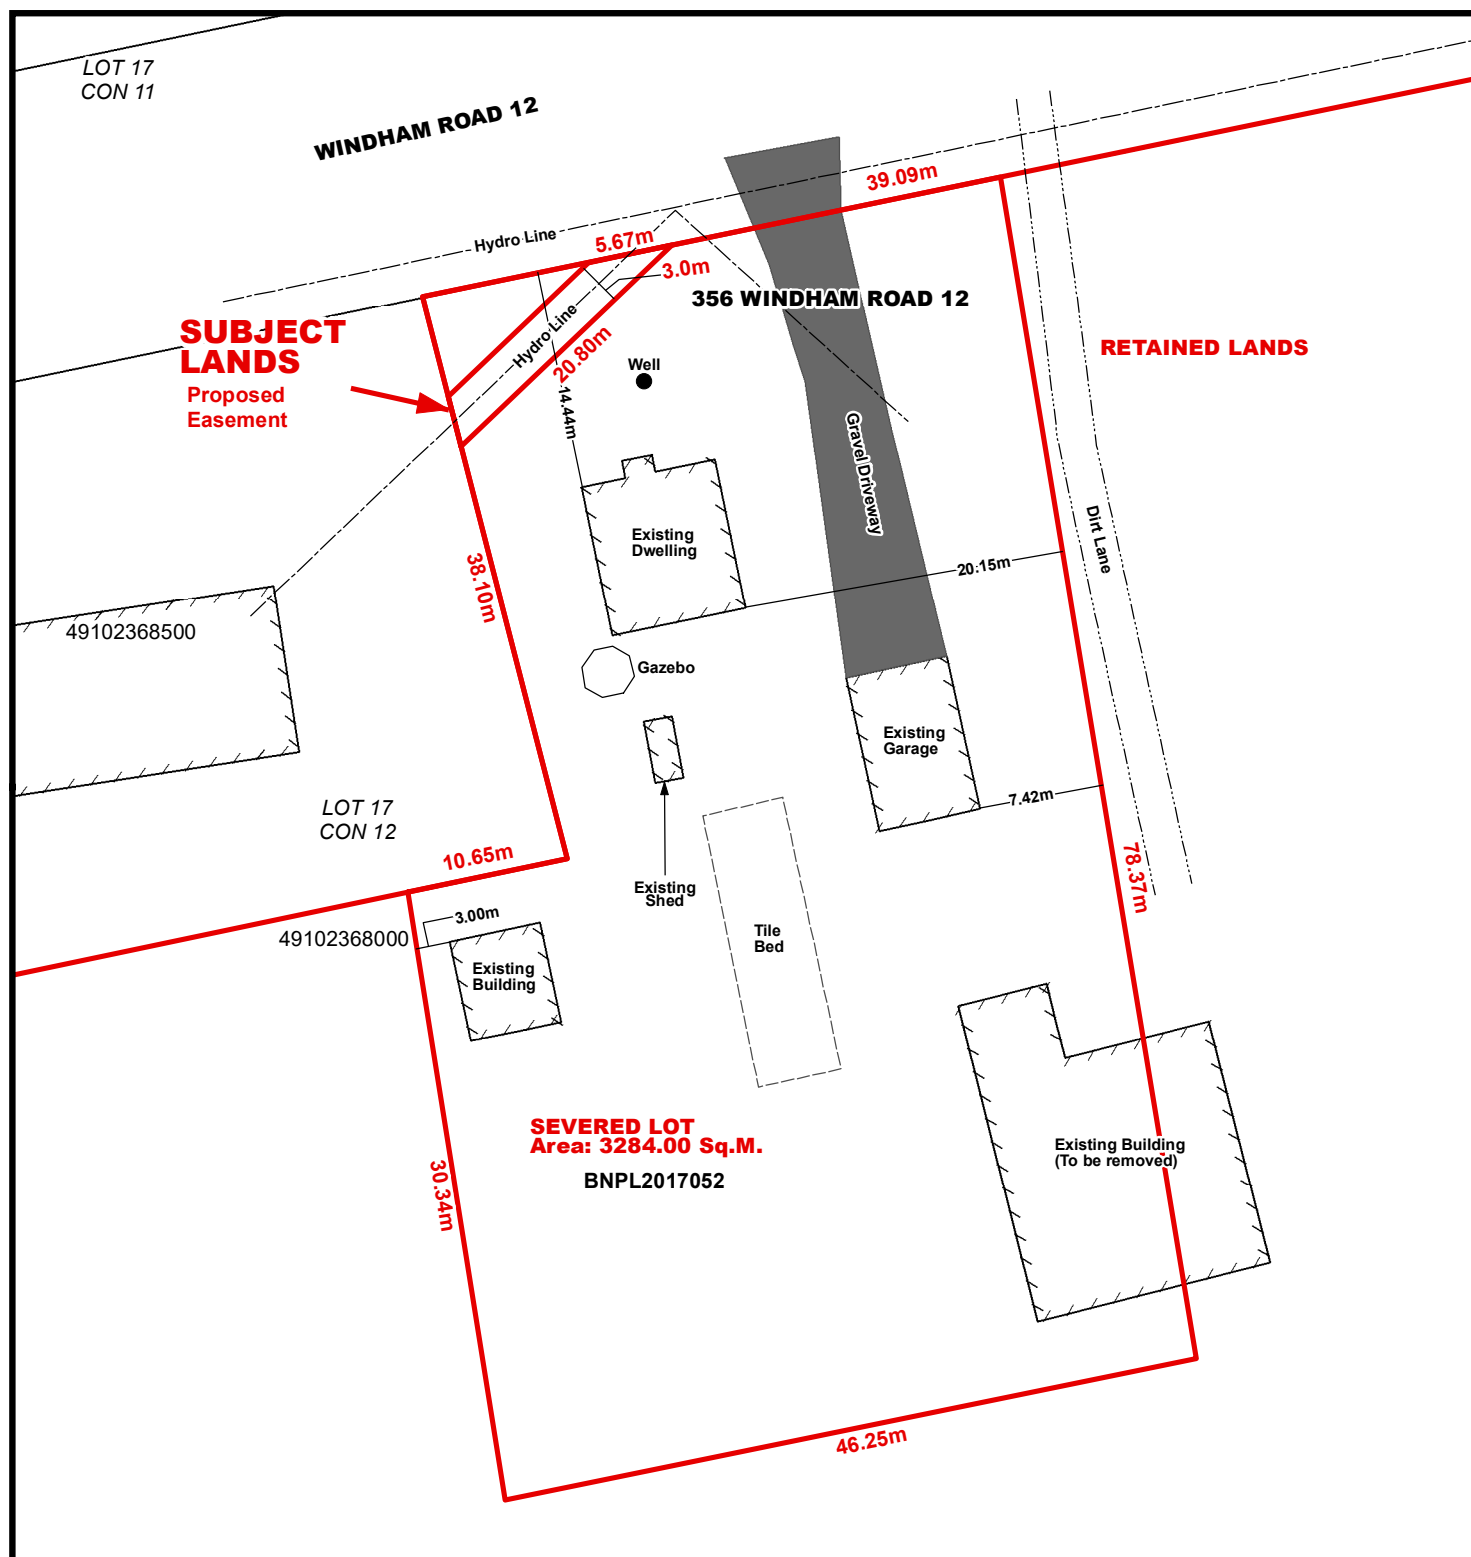 LOT 17
CON 11
WINDHAM ROAD 12
39.09m
Hydro Line
5.67m
3.0m
356 WINDHAM ROAD 12
SUBJECT
LANDS
Proposed
Easement
Hydro Line
20.80m
RETAINED LANDS
Well
14.44m
Gravel Driveway
Existing
Dwelling
Dirt Lane
20.15m
38.10m
49102368500
Gazebo
Existing
Garage
7.42m
LOT 17
CON 12
10.65m
78.37m
Existing
Shed
3.00m
49102368000
Tile
Bed
Existing
Building
SEVERED LOT
Area: 3284.00 Sq.M.
BNPL2017052
Existing Building
(To be removed)
30.34m
46.25m